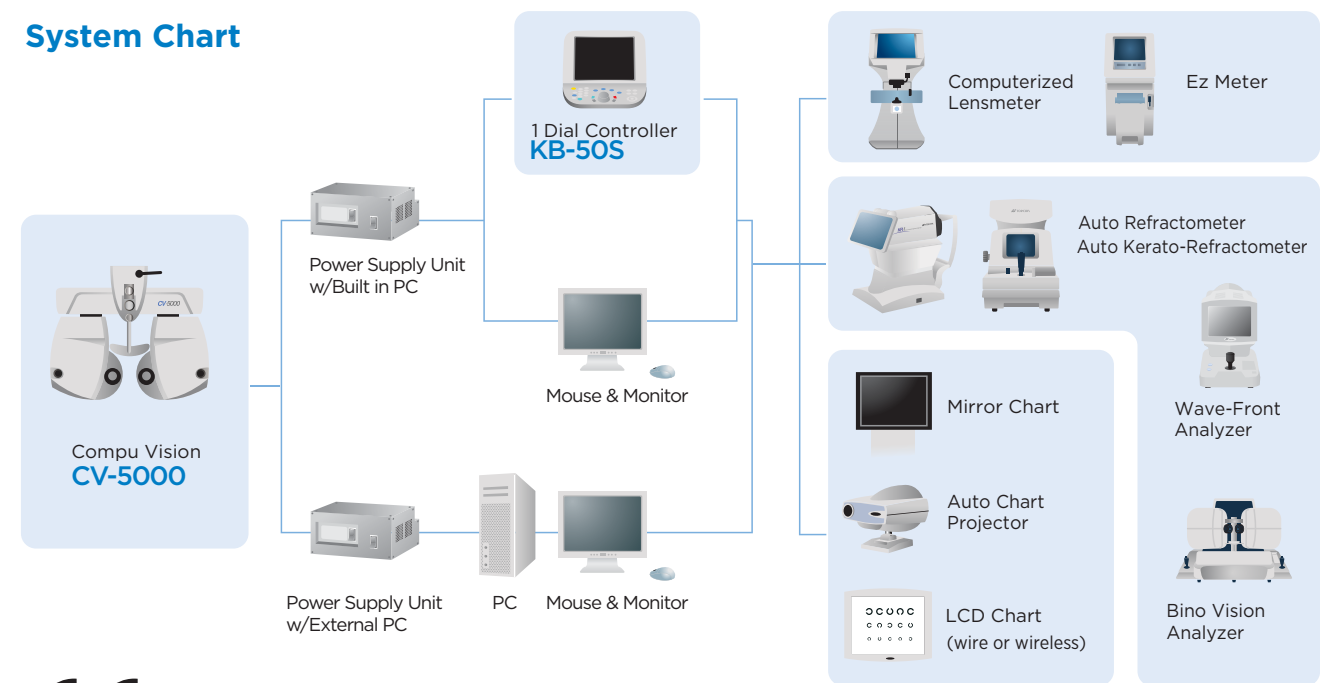 System Chart
1 Dial Controller
KB-50S
Computerized
Lensmeter
Ez Meter
Power Supply Unit
w/Built in PC
Auto Refractometer
Auto Kerato-Refractometer
CV-5000
Compu Vision
CV-5000
Mouse & Monitor
Mirror Chart
Wave-Front
Analyzer
Auto Chart
Projector
Power Supply Unit
w/External PC
PC
Mouse & Monitor
LCD Chart
(wire or wireless)
Bino Vision
Analyzer